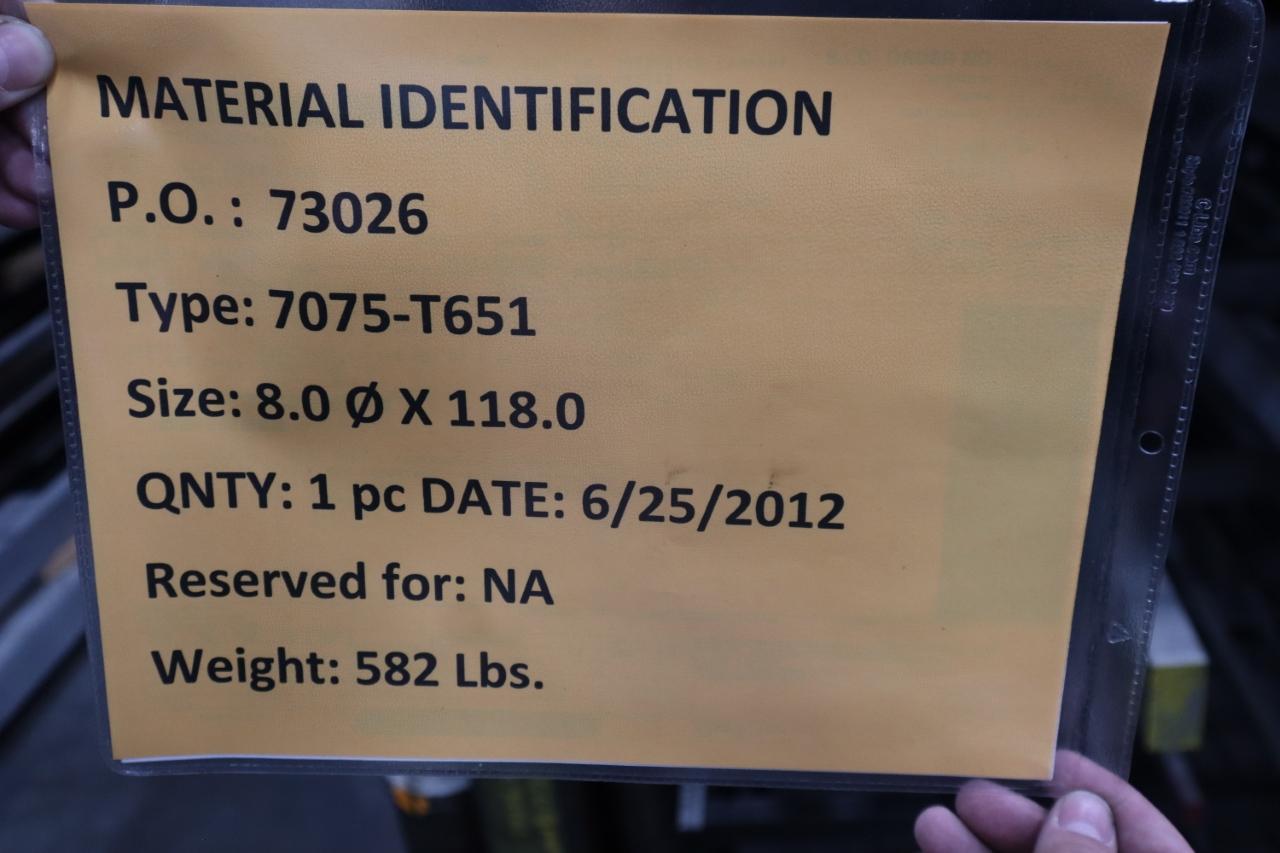 MATERIAL IDENTIFICATION
P.O. : 73026
Type: 7075-T651
Size: 8.0 Ø X 118.0
QNTY: 1 pc DATE: 6/25/2012
Reserved for: NA
Weight: 582 Lbs.